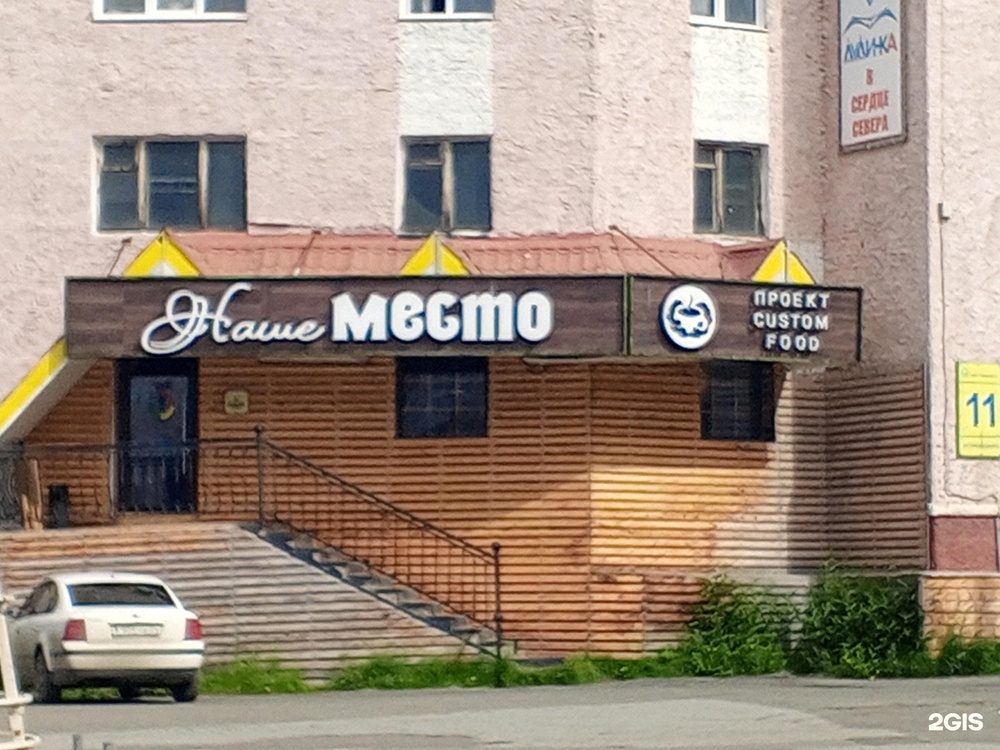 В
СЕРДЦЕ
СЕВЕРА
Наше место
ПРОЕКТ
CUSTOM
FOOD
11
2GIS